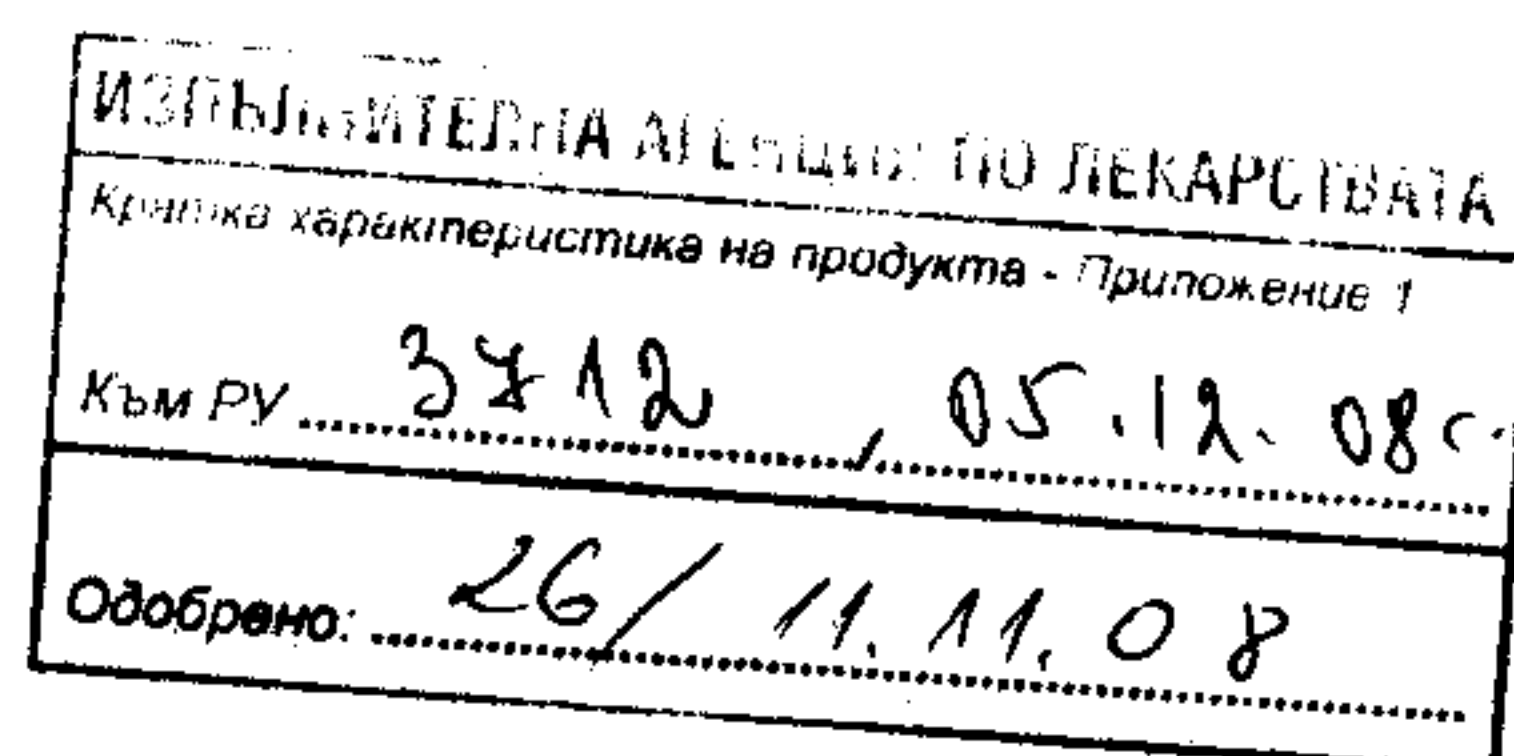 ИЗПЪЛНИТЕЛНА АГЕНЦИЯ ПО ЛЕКАРСТВАТА
Кратка характеристика на продукта - Приложение 1
Към РУ 3712, 05.12.08г.
Одобрено: 26/11.11.08